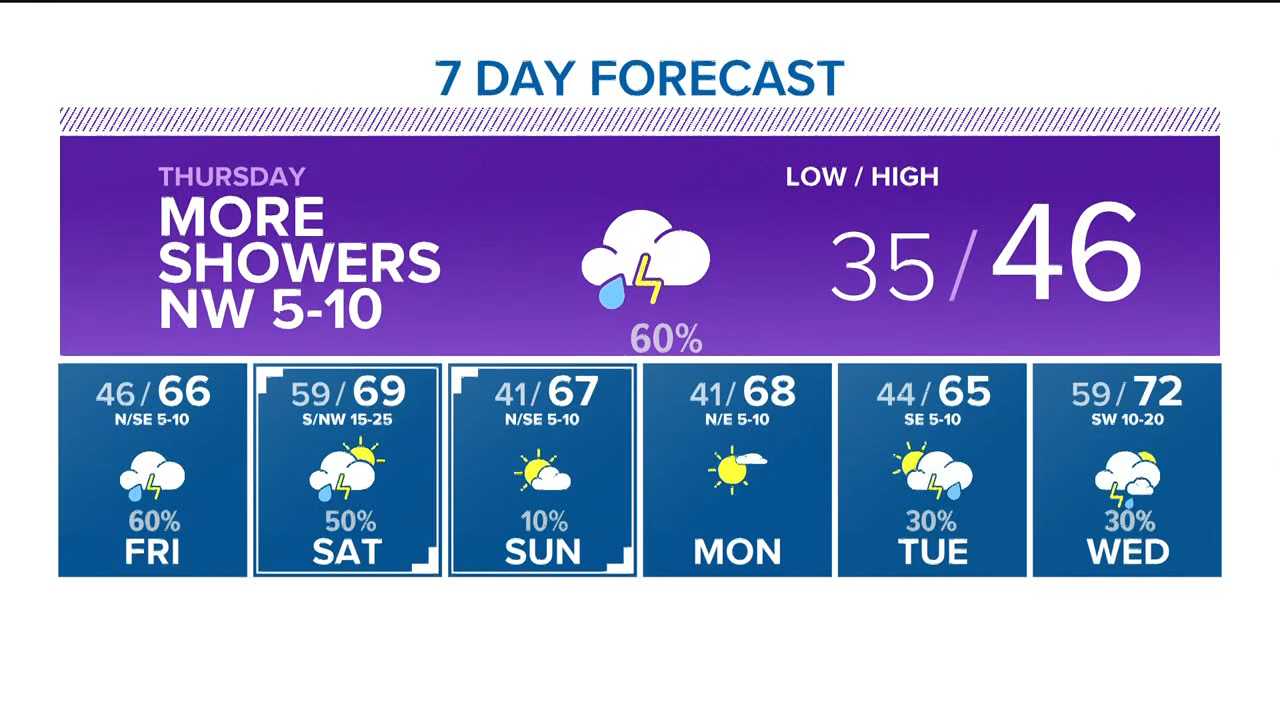 7 DAY FORECAST
THURSDAY
MORE
SHOWERS
NW 5-10
60%
LOW / HIGH
35/46
46/66
N/SE 5-10
60%
FRI
59/69
S/NW 15-25
50%
SAT
41/67
N/SE 5-10
10%
SUN
41/68
N/E 5-10
MON
44/65
SE 5-10
30%
TUE
59/72
SW 10-20
30%
WED